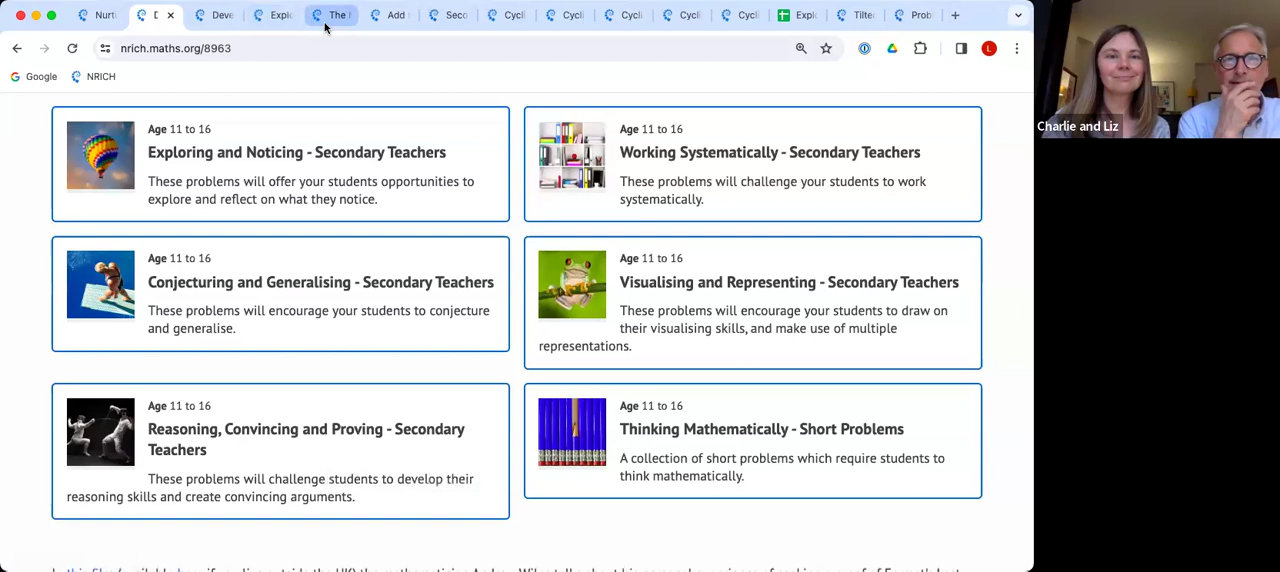 Nurtu
D
Deve
Explo
The I
Add
Seco
Cycli
Cycli
Cycli
Cycli
Cycli
Explo
Tilted
Prob
nrich.maths.org/8963
L
Google
NRICH
Age 11 to 16
Exploring and Noticing - Secondary Teachers
These problems will offer your students opportunities to
explore and reflect on what they notice.
Age 11 to 16
Working Systematically - Secondary Teachers
These problems will challenge your students to work
systematically.
Age 11 to 16
Conjecturing and Generalising - Secondary Teachers
These problems will encourage your students to conjecture
and generalise.
Age 11 to 16
Visualising and Representing - Secondary Teachers
These problems will encourage your students to draw on
their visualising skills, and make use of multiple
representations.
Age 11 to 16
Reasoning, Convincing and Proving - Secondary
Teachers
These problems will challenge students to develop their
reasoning skills and create convincing arguments.
Age 11 to 16
Thinking Mathematically - Short Problems
A collection of short problems which require students to
think mathematically.
Charlie and Liz